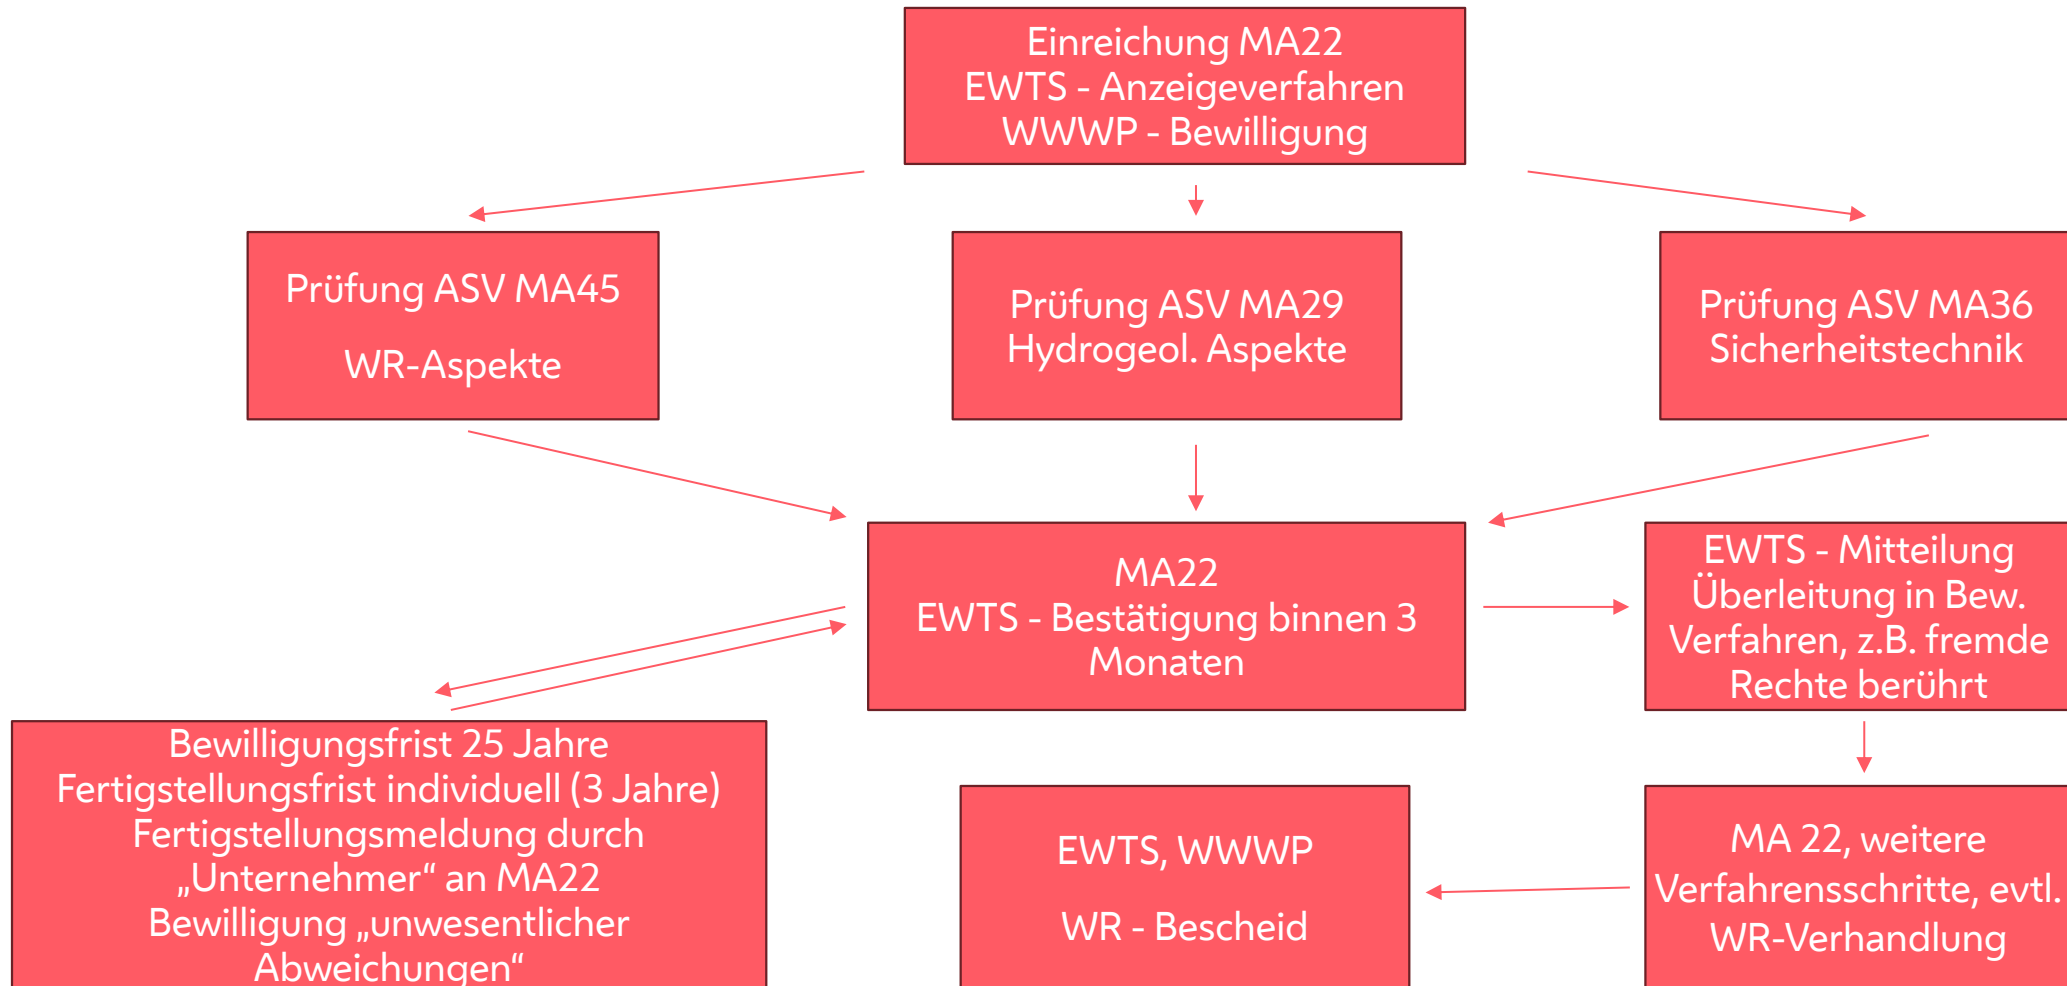 Einreichung MA22
EWTS - Anzeigeverfahren
WWWP - Bewilligung
Prüfung ASV MA45
WR-Aspekte
Prüfung ASV MA29
Hydrogeol. Aspekte
Prüfung ASV MA36
Sicherheitstechnik
MA22
EWTS - Bestätigung binnen 3
Monaten
EWTS - Mitteilung
Überleitung in Bew.
Verfahren, z.B. fremde
Rechte berührt
Bewilligungsfrist 25 Jahre
Fertigstellungsfrist individuell (3 Jahre)
Fertigstellungsmeldung durch
„Unternehmer“ an MA22
Bewilligung „unwesentlicher
Abweichungen“
EWTS, WWWP
WR - Bescheid
MA 22, weitere
Verfahrensschritte, evtl.
WR-Verhandlung